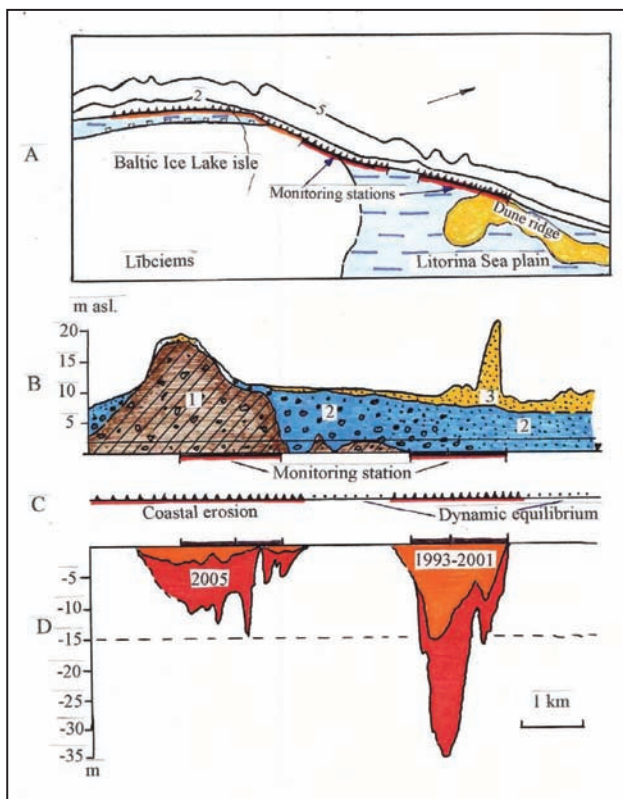 A
2
5
Baltic Ice Lake isle
Monitoring stations
Dune ridge
Lībciems
Litorina Sea plain
m asl.
B
20
15
10
5
1
2
3
2
Monitoring station
C
Coastal erosion
Dynamic equilibrium
D
2005
1993-2001
-5
-10
-15
-20
-25
-30
-35
m
1 km